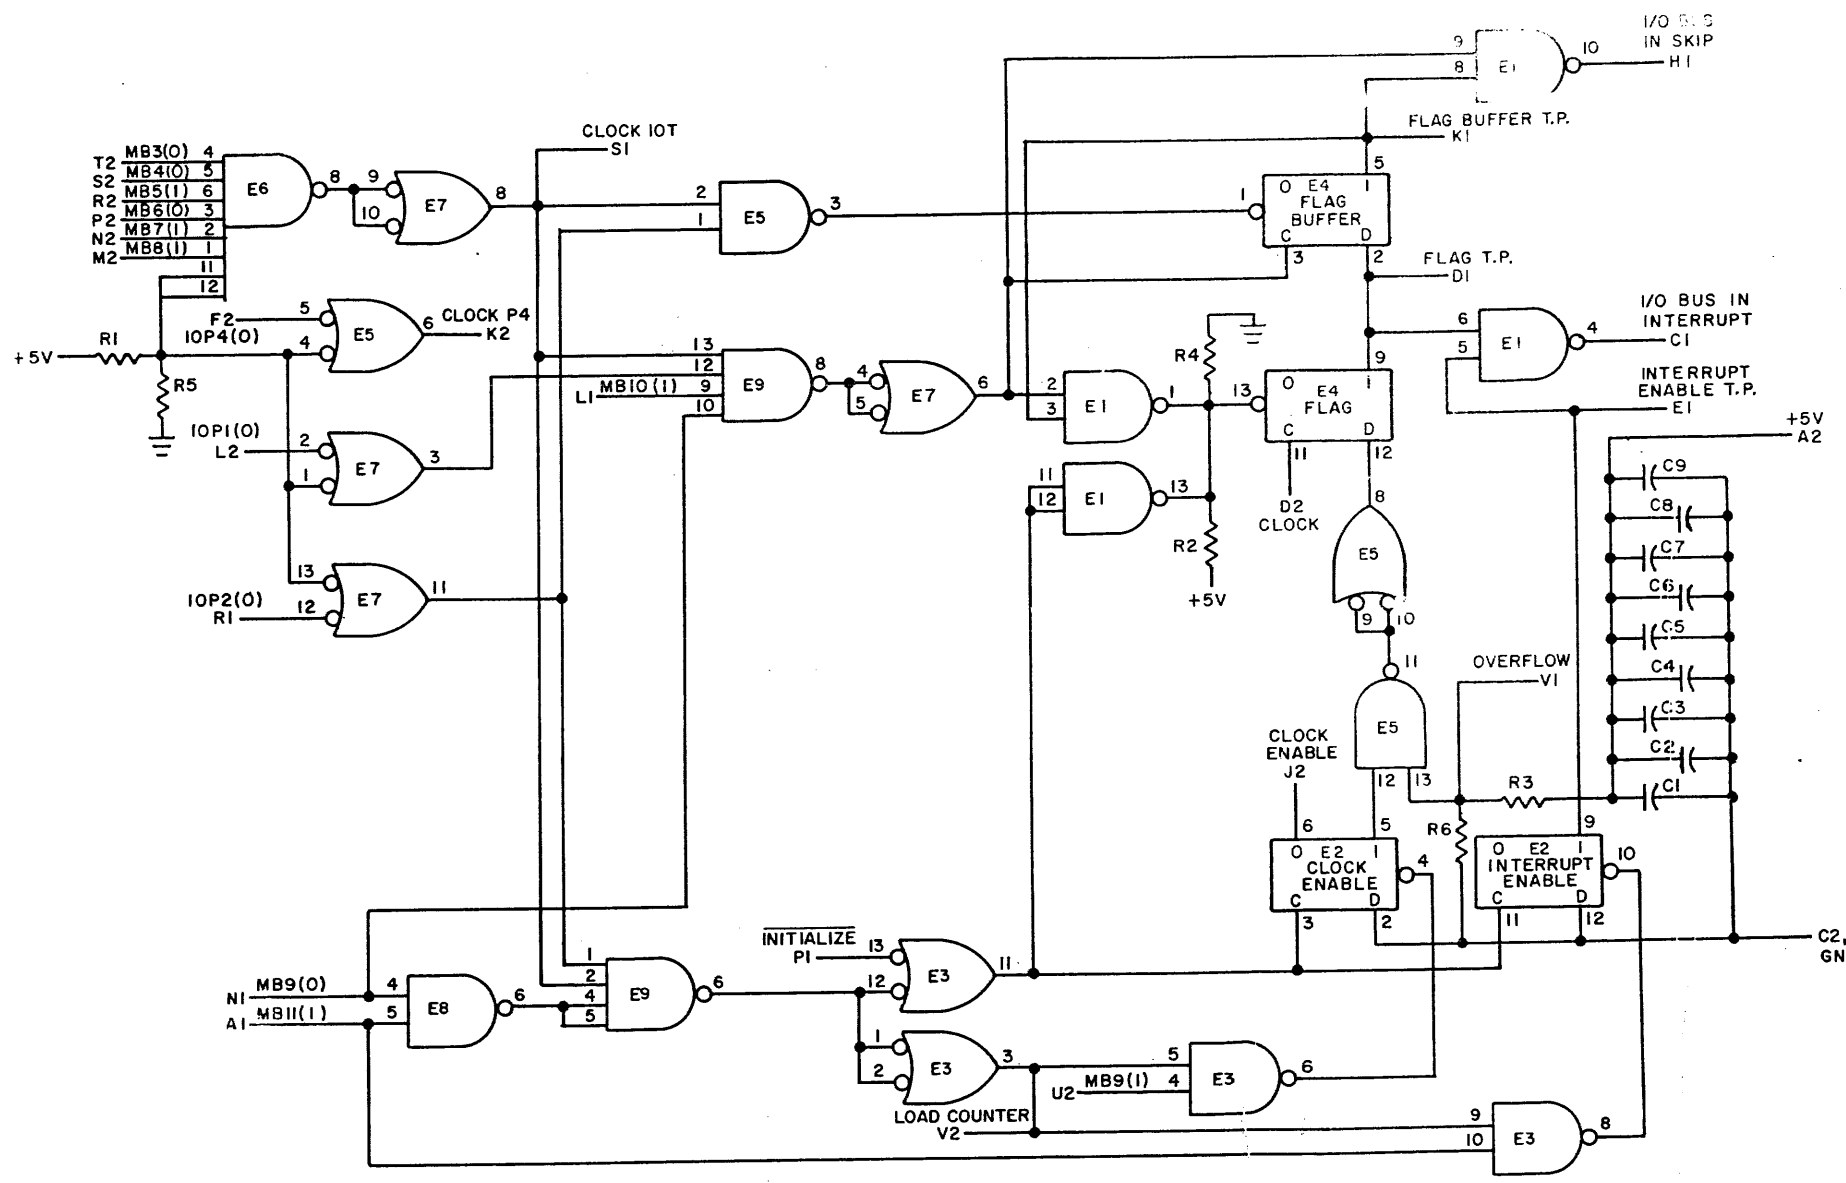 I/O BUS
IN SKIP
9
8
E1
10
H1
FLAG BUFFER T.P.
K1
CLOCK IOT
S1
T2 MB3(0) 4
S2 MB4(0) 5
R2 MB5(1) 6
P2 MB6(0) 3
N2 MB7(1) 2
M2 MB8(1) 1
11
12
E6
8
9
10
E7
8
2
1
E5
3
1
5
O E4 1
FLAG
BUFFER
C D
3
2
FLAG T.P.
D1
F2
5
IOP4(0)
4
E5
6
CLOCK P4
K2
+5V
R1
R5
13
12
L1 MB10(1) 9
10
E9
8
4
5
E7
6
2
3
E1
1
R4
13
9
O E4 1
FLAG
C D
11
12
D2
CLOCK
6
5
E1
4
I/O BUS IN
INTERRUPT
C1
INTERRUPT
ENABLE T.P.
E1
+5V
A2
IOP1(0)
L2
2
1
E7
3
11
12
E1
13
R2
+5V
8
E5
9
10
C9
C8
C7
C6
C5
C4
C3
C2
C1
13
IOP2(0)
R1
12
E7
11
11
E5
12
13
OVERFLOW
V1
R3
R6
CLOCK
ENABLE
J2
6
5
O E2 1
CLOCK
ENABLE
C D
4
3
2
9
O E2 1
INTERRUPT
ENABLE
C D
10
11
12
C2,
GN
N1 MB9(0) 4
A1 MB11(1) 5
E8
6
1
2
4
5
E9
6
INITIALIZE
P1
13
12
E3
11
1
2
E3
3
LOAD COUNTER
V2
5
U2 MB9(1) 4
E3
6
9
10
E3
8